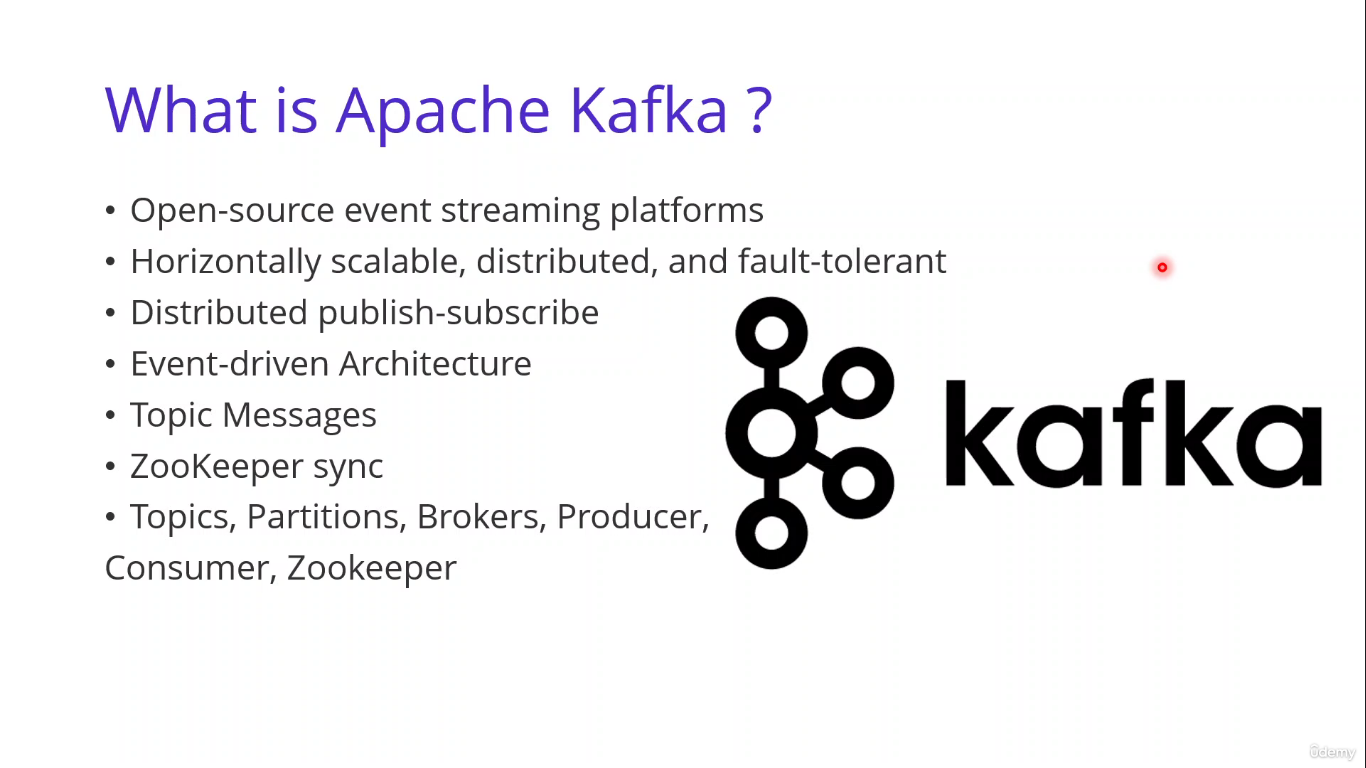 What is Apache Kafka ?
• Open-source event streaming platforms
• Horizontally scalable, distributed, and fault-tolerant
• Distributed publish-subscribe
• Event-driven Architecture
• Topic Messages
• ZooKeeper sync
• Topics, Partitions, Brokers, Producer,
Consumer, Zookeeper
kafka
ûdemy